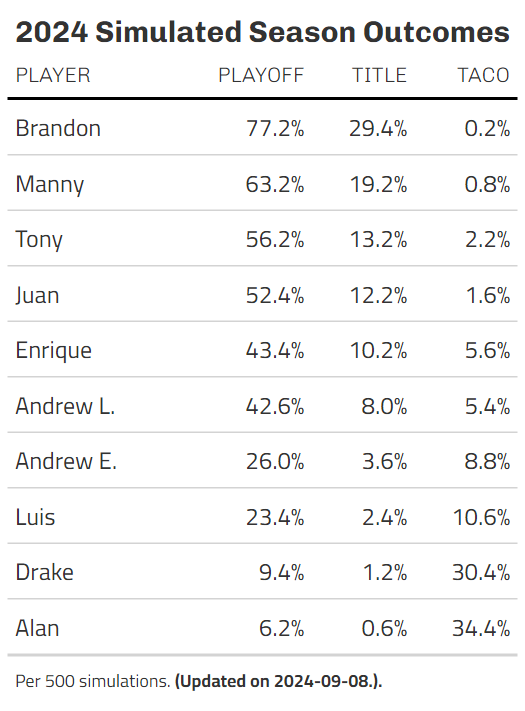 2024 Simulated Season Outcomes
PLAYER PLAYOFF TITLE TACO
Brandon 77.2% 29.4% 0.2%
Manny 63.2% 19.2% 0.8%
Tony 56.2% 13.2% 2.2%
Juan 52.4% 12.2% 1.6%
Enrique 43.4% 10.2% 5.6%
Andrew L. 42.6% 8.0% 5.4%
Andrew E. 26.0% 3.6% 8.8%
Luis 23.4% 2.4% 10.6%
Drake 9.4% 1.2% 30.4%
Alan 6.2% 0.6% 34.4%
Per 500 simulations. (Updated on 2024-09-08.).